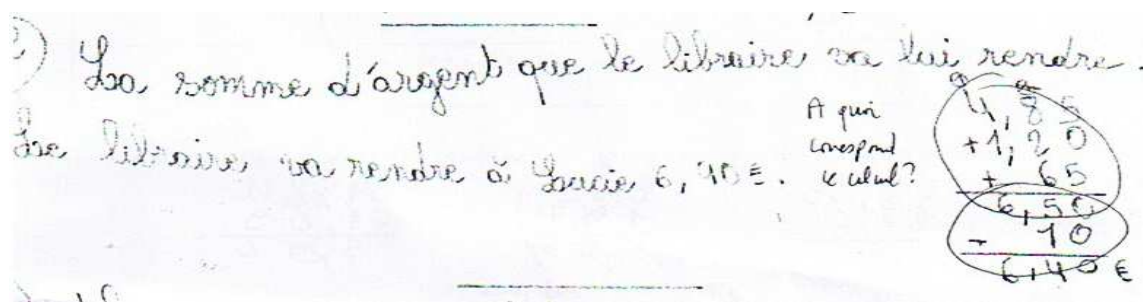 c) La somme d'argent que le libraire va lui rendre.
Le libraire va rendre à Lucie 6,40 €.
A quoi
correspond
ce calcul?
4,85
+1,20
+ 65
6,50
- 10
6,40 €